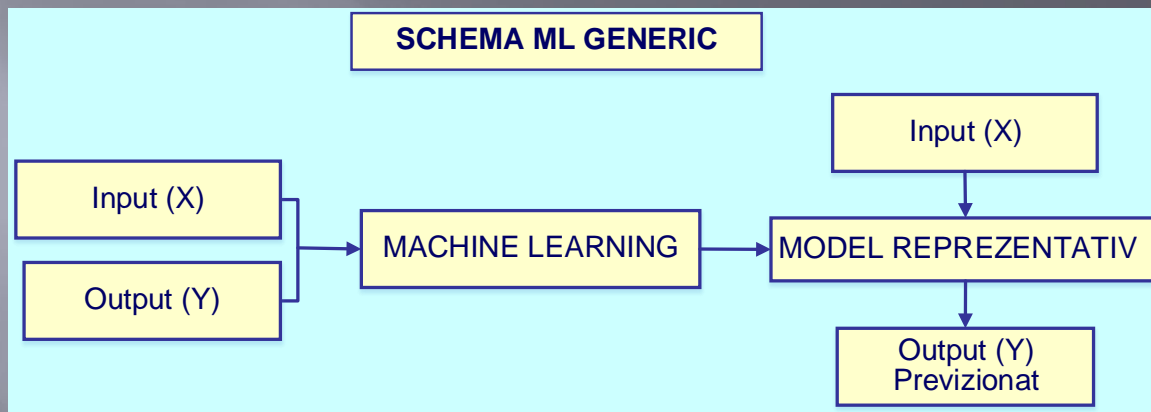 SCHEMA ML GENERIC
Input (X)
Output (Y)
MACHINE LEARNING
Input (X)
MODEL REPREZENTATIV
Output (Y)
Previzionat